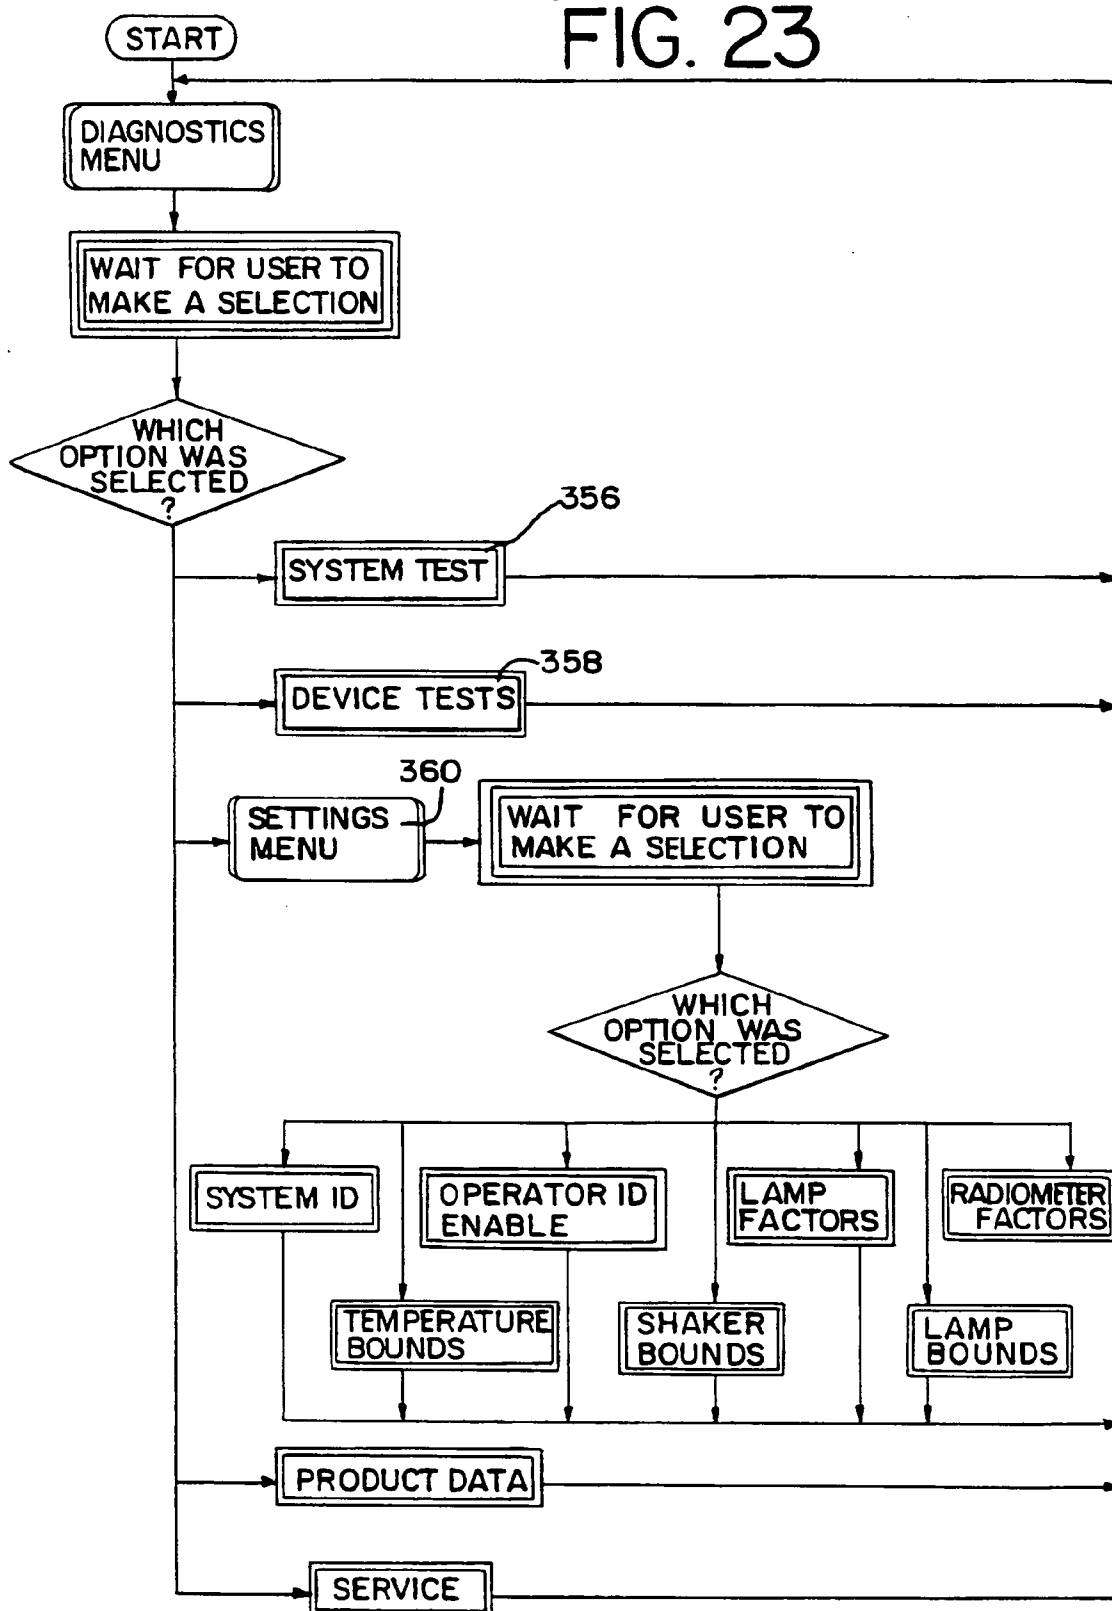 FIG. 23
START
DIAGNOSTICS
MENU
WAIT FOR USER TO
MAKE A SELECTION
WHICH
OPTION WAS
SELECTED
?
356
SYSTEM TEST
358
DEVICE TESTS
360
SETTINGS
MENU
WAIT FOR USER TO
MAKE A SELECTION
WHICH
OPTION WAS
SELECTED
?
SYSTEM ID
OPERATOR ID
ENABLE
LAMP
FACTORS
RADIOMETER
FACTORS
TEMPERATURE
BOUNDS
SHAKER
BOUNDS
LAMP
BOUNDS
PRODUCT DATA
SERVICE